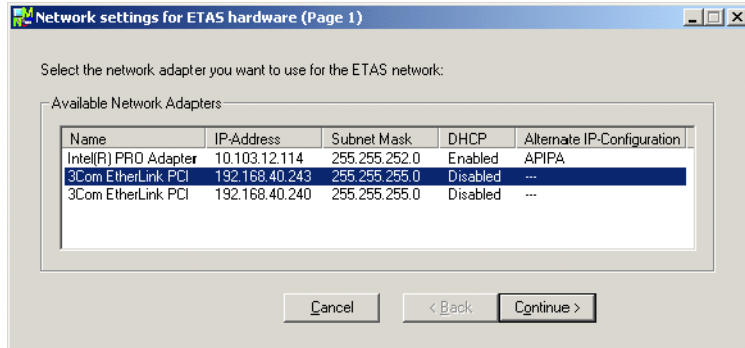 Network settings for ETAS hardware (Page 1)
Select the network adapter you want to use for the ETAS network:
Available Network Adapters
Name IP-Address Subnet Mask DHCP Alternate IP-Configuration
Intel(R) PRO Adapter 10.103.12.114 255.255.252.0 Enabled APIPA
3Com EtherLink PCI 192.168.40.243 255.255.255.0 Disabled ---
3Com EtherLink PCI 192.168.40.240 255.255.255.0 Disabled ---
Cancel < Back Continue >